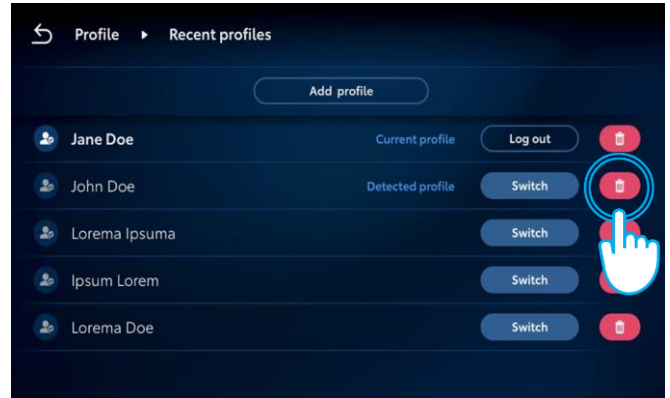 Profile ▸ Recent profiles
Add profile
Jane Doe Current profile Log out
John Doe Detected profile Switch
Lorema Ipsuma Switch
Ipsum Lorem Switch
Lorema Doe Switch